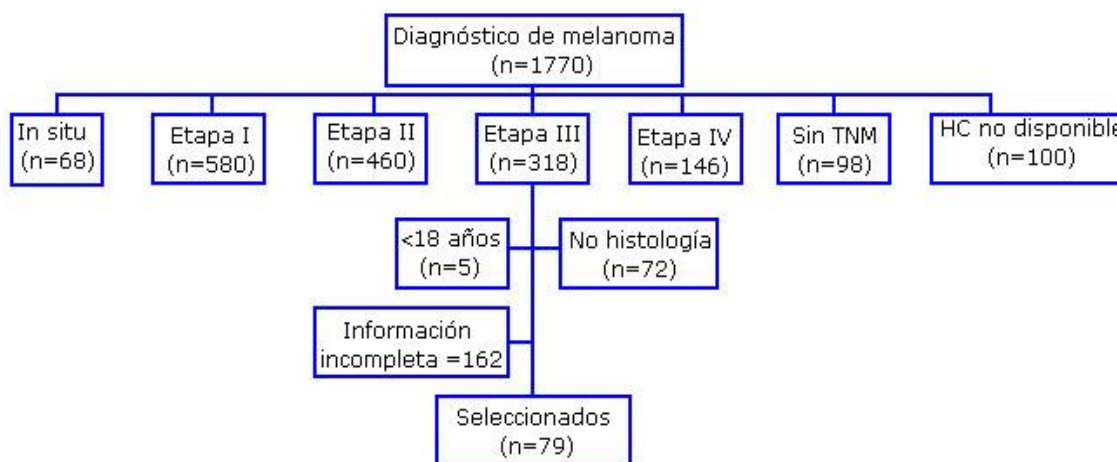 Diagnóstico de melanoma
(n=1770)
In situ
(n=68)
Etapa I
(n=580)
Etapa II
(n=460)
Etapa III
(n=318)
Etapa IV
(n=146)
Sin TNM
(n=98)
HC no disponible
(n=100)
<18 años
(n=5)
No histología
(n=72)
Información
incompleta =162
Seleccionados
(n=79)